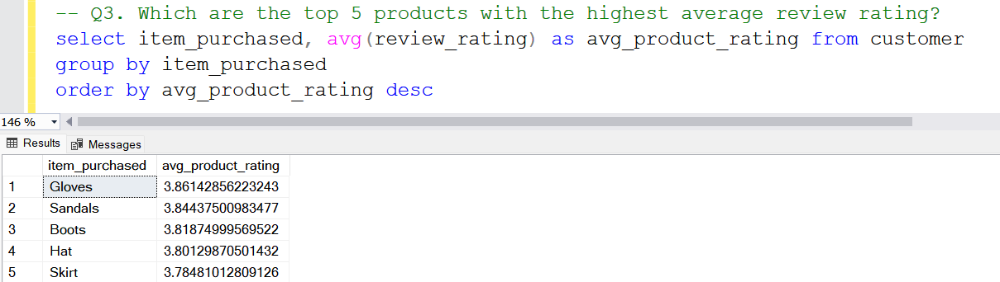 -- Q3. Which are the top 5 products with the highest average review rating?
select item_purchased, avg(review_rating) as avg_product_rating from customer
group by item_purchased
order by avg_product_rating desc
146 %
Results Messages
item_purchased avg_product_rating
1 Gloves 3.86142856223243
2 Sandals 3.84437500983477
3 Boots 3.81874999569522
4 Hat 3.80129870501432
5 Skirt 3.78481012809126